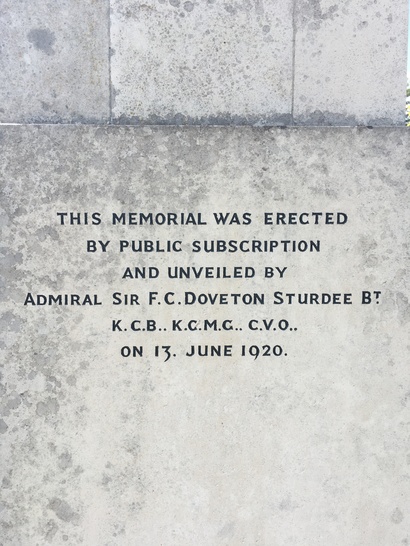 THIS MEMORIAL WAS ERECTED
BY PUBLIC SUBSCRIPTION
AND UNVEILED BY
ADMIRAL SIR F.C. DOVETON STURDEE BT
K.C.B., K.C.M.G., C.V.O.,
ON 13. JUNE 1920.